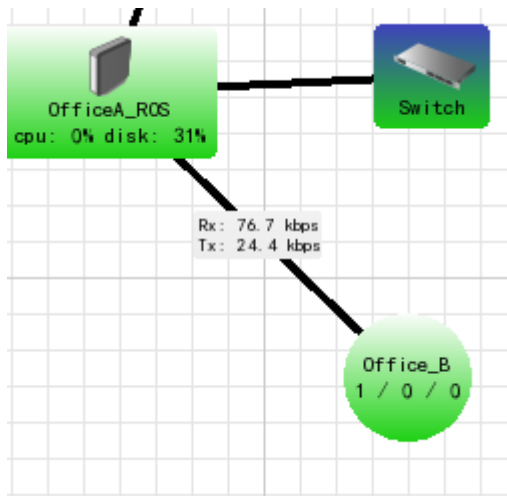 OfficeA_ROS
cpu: 0% disk: 31%
Switch
Rx: 76.7 kbps
Tx: 24.4 kbps
Office_B
1 / 0 / 0